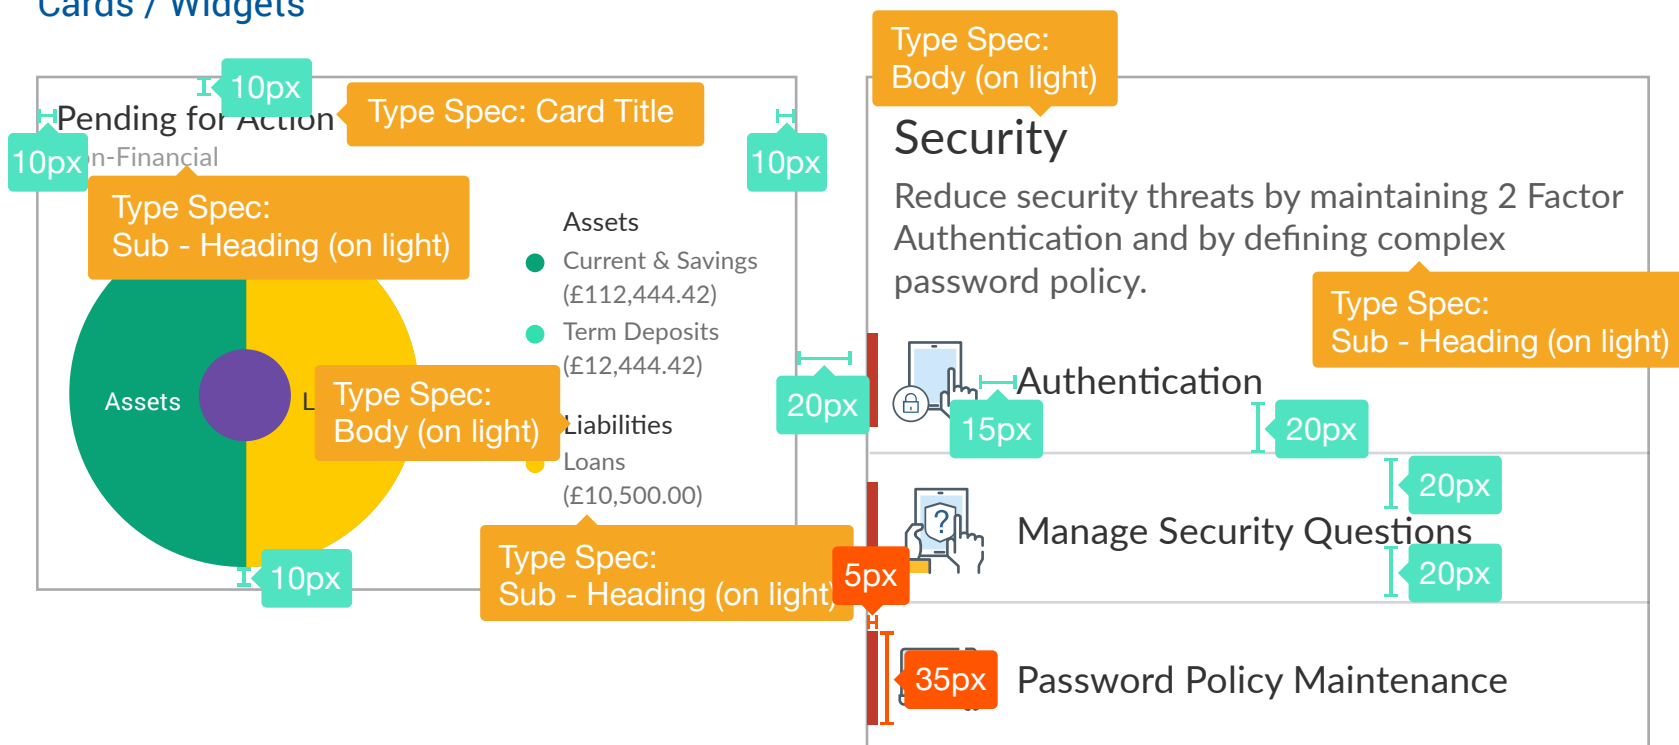 Cards / Widgets
10px
Pending for Action
Type Spec: Card Title
10px
on-Financial
10px
Type Spec:
Sub - Heading (on light)
Assets
Current & Savings
(£112,444.42)
Term Deposits
(£12,444.42)
Assets
L
Type Spec:
Body (on light)
Liabilities
Loans
(£10,500.00)
Type Spec:
Sub - Heading (on light)
10px
20px
Type Spec:
Body (on light)
Security
Reduce security threats by maintaining 2 Factor
Authentication and by defining complex
password policy.
Type Spec:
Sub - Heading (on light)
Authentication
15px
20px
20px
Manage Security Questions
20px
5px
35px
Password Policy Maintenance